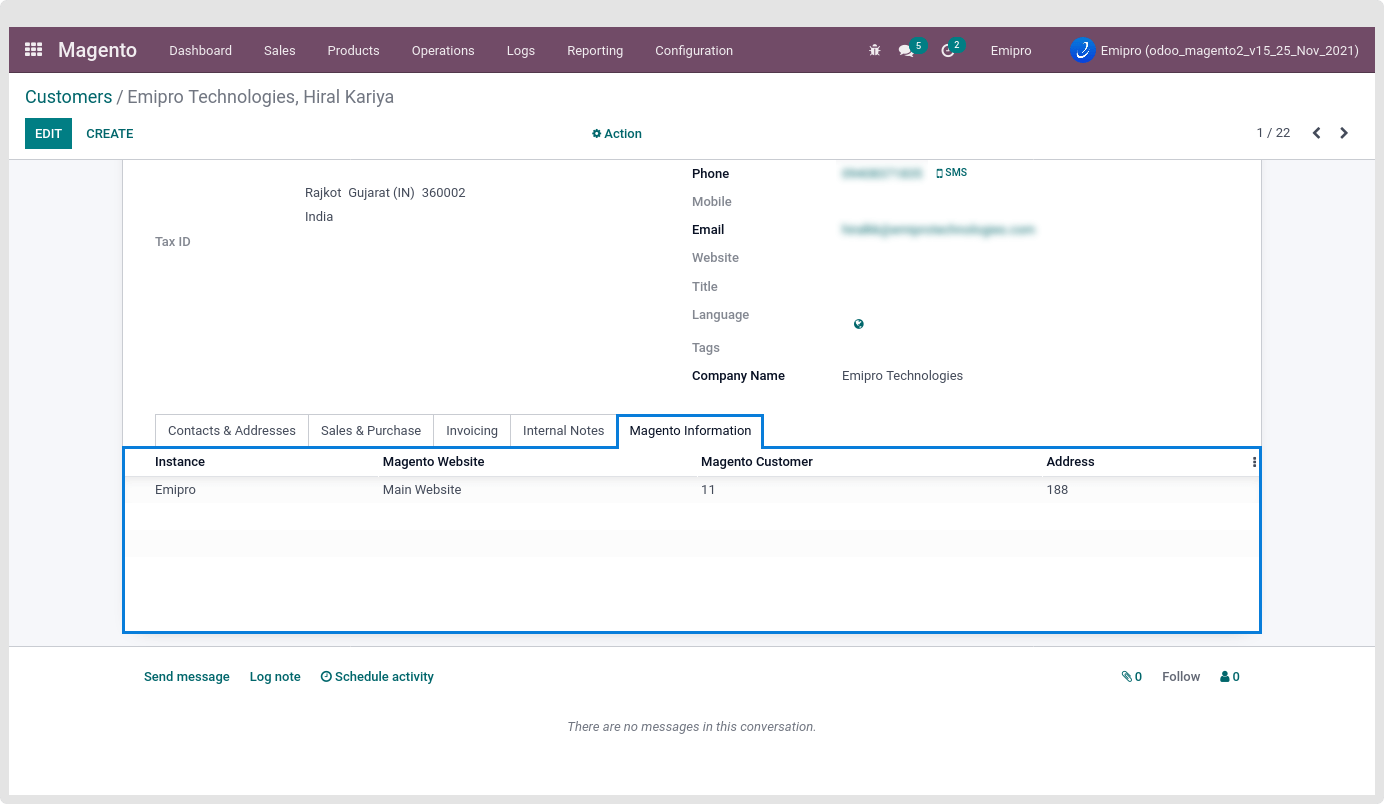 Magento Dashboard Sales Products Operations Logs Reporting Configuration 5 2 Emipro Emipro (odoo_magento2_v15_25_Nov_2021)
Customers / Emipro Technologies, Hiral Kariya
EDIT CREATE Action 1 / 22
Phone SMS
Rajkot Gujarat (IN) 360002
Mobile
India
Email
Tax ID
Website
Title
Language
Tags
Company Name Emipro Technologies
Contacts & Addresses Sales & Purchase Invoicing Internal Notes Magento Information
Instance Magento Website Magento Customer Address
Emipro Main Website 11 188
Send message Log note Schedule activity 0 Follow 0
There are no messages in this conversation.